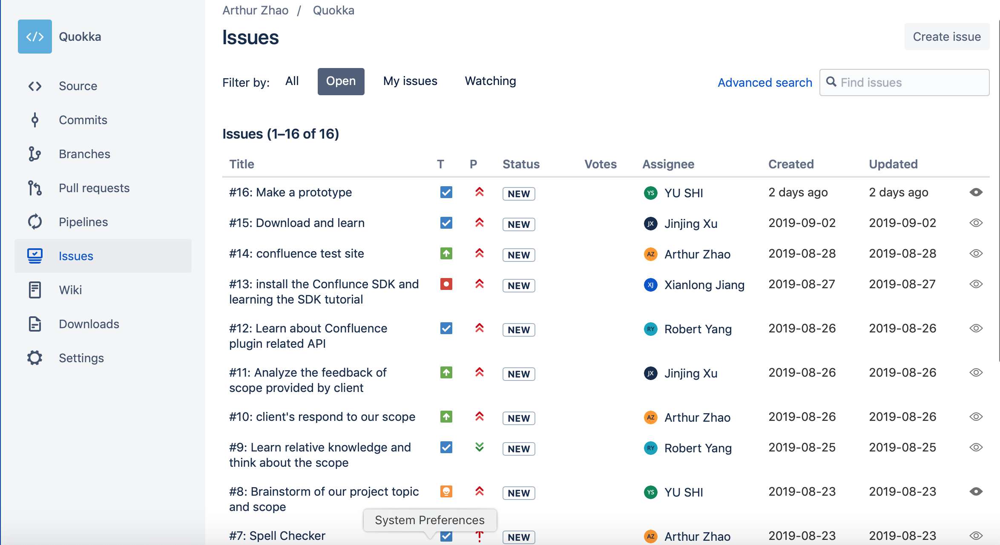 Arthur Zhao / Quokka
</> Quokka
Issues
Create issue
Source
Commits
Branches
Pull requests
Pipelines
Issues
Wiki
Downloads
Settings
Filter by: All Open My issues Watching
Advanced search Find issues
Issues (1–16 of 16)
Title T P Status Votes Assignee Created Updated
#16: Make a prototype NEW YS YU SHI 2 days ago 2 days ago
#15: Download and learn NEW JX Jinjing Xu 2019-09-02 2019-09-02
#14: confluence test site NEW AZ Arthur Zhao 2019-08-28 2019-08-28
#13: install the Conflunce SDK and NEW XJ Xianlong Jiang 2019-08-27 2019-08-27
learning the SDK tutorial
#12: Learn about Confluence NEW RY Robert Yang 2019-08-26 2019-08-26
plugin related API
#11: Analyze the feedback of NEW JX Jinjing Xu 2019-08-26 2019-08-26
scope provided by client
#10: client's respond to our scope NEW AZ Arthur Zhao 2019-08-26 2019-08-26
#9: Learn relative knowledge and NEW RY Robert Yang 2019-08-25 2019-08-25
think about the scope
#8: Brainstorm of our project topic NEW YS YU SHI 2019-08-23 2019-08-23
and scope
System Preferences
#7: Spell Checker NEW AZ Arthur Zhao 2019-08-23 2019-08-23